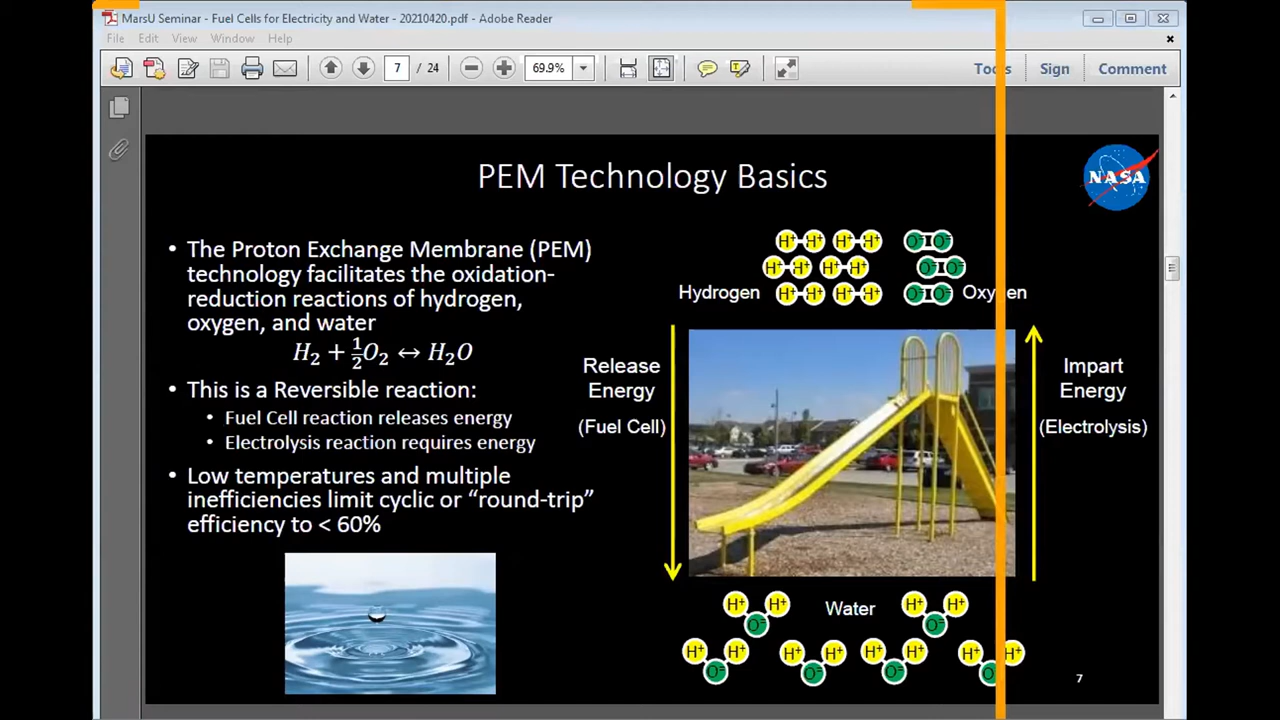 MarsU Seminar - Fuel Cells for Electricity and Water - 20210420.pdf - Adobe Reader
File Edit View Window Help
7 / 24 69.9% Tools Sign Comment
PEM Technology Basics
NASA
• The Proton Exchange Membrane (PEM)
technology facilitates the oxidation-
reduction reactions of hydrogen,
oxygen, and water
H₂ + ½O₂ ↔ H₂O
• This is a Reversible reaction:
• Fuel Cell reaction releases energy
• Electrolysis reaction requires energy
• Low temperatures and multiple
inefficiencies limit cyclic or “round-trip”
efficiency to < 60%
H⁺ H⁺ H⁺ H⁺ O⁼ O⁼
H⁺ H⁺ H⁺ H⁺ O⁼ O⁼
Hydrogen H⁺ H⁺ H⁺ H⁺ O⁼ O⁼ Oxygen
Release
Energy
(Fuel Cell)
Impart
Energy
(Electrolysis)
H⁺ H⁺ Water H⁺ H⁺
O⁼ O⁼
H⁺ H⁺ H⁺ H⁺ H⁺ H⁺ H⁺ H⁺
O⁼ O⁼ O⁼ O⁼
7